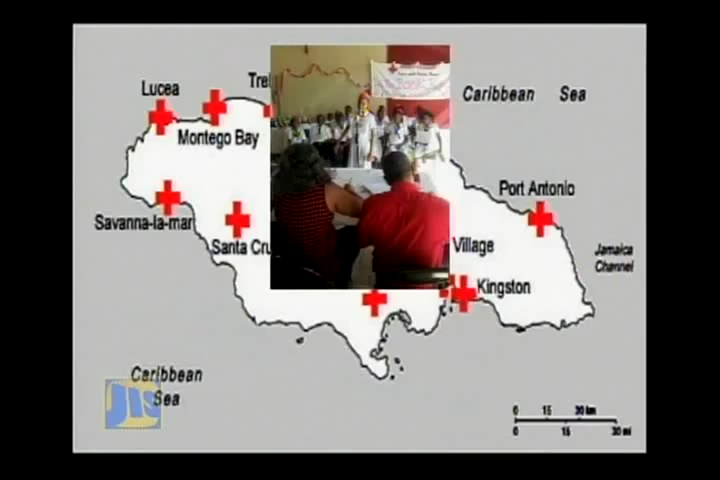 Lucea
Tre
Caribbean Sea
Montego Bay
Port Antonio
Savanna-la-mar
Santa Cru
Village
Jamaica
Channel
Kingston
Caribbean
Sea
JIS
0 15 30 km
0 15 30 mi